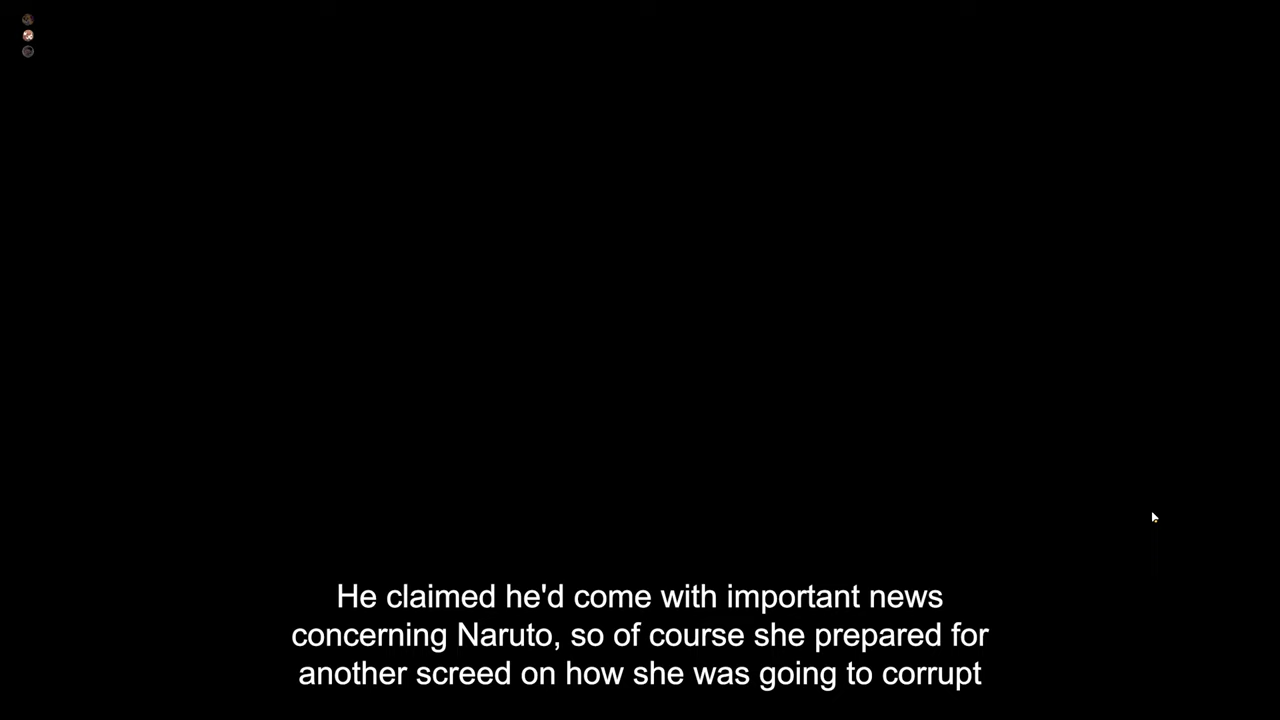 He claimed he'd come with important news
concerning Naruto, so of course she prepared for
another screed on how she was going to corrupt